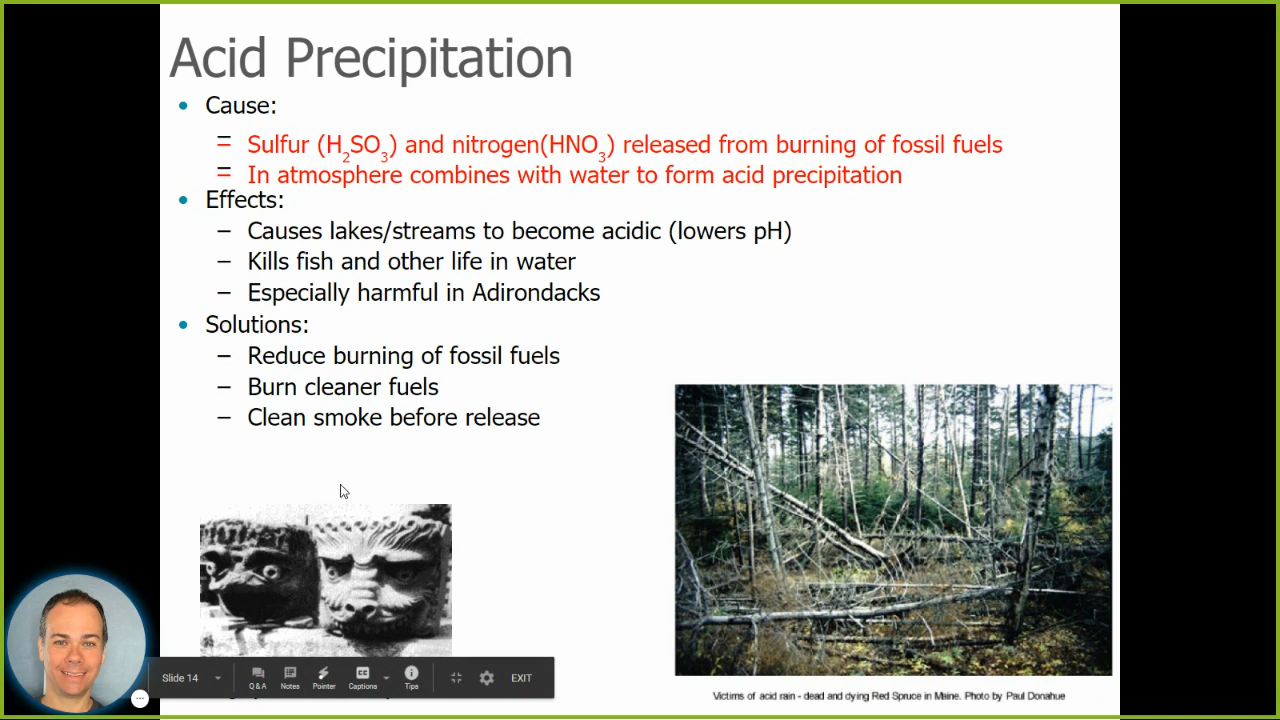 Acid Precipitation
• Cause:
= Sulfur (H₂SO₃) and nitrogen(HNO₃) released from burning of fossil fuels
= In atmosphere combines with water to form acid precipitation
• Effects:
– Causes lakes/streams to become acidic (lowers pH)
– Kills fish and other life in water
– Especially harmful in Adirondacks
• Solutions:
– Reduce burning of fossil fuels
– Burn cleaner fuels
– Clean smoke before release
Slide 14 Q & A Notes Pointer Captions Tips EXIT
Victims of acid rain - dead and dying Red Spruce in Maine. Photo by Paul Donahue